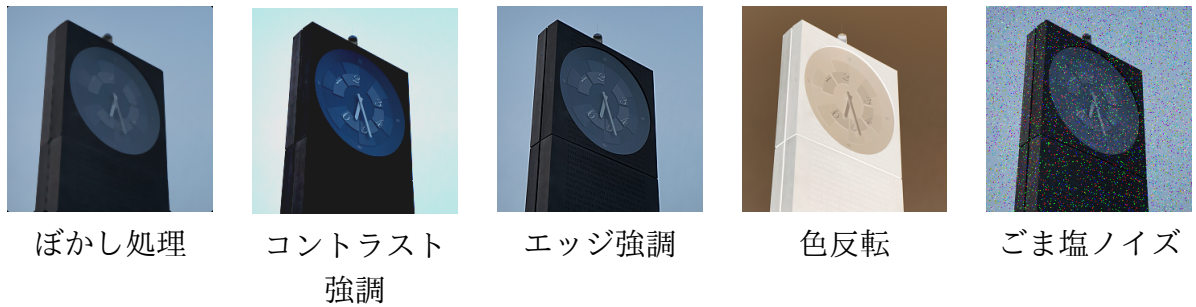 ぼかし処理
コントラスト
強調
エッジ強調
色反転
ごま塩ノイズ